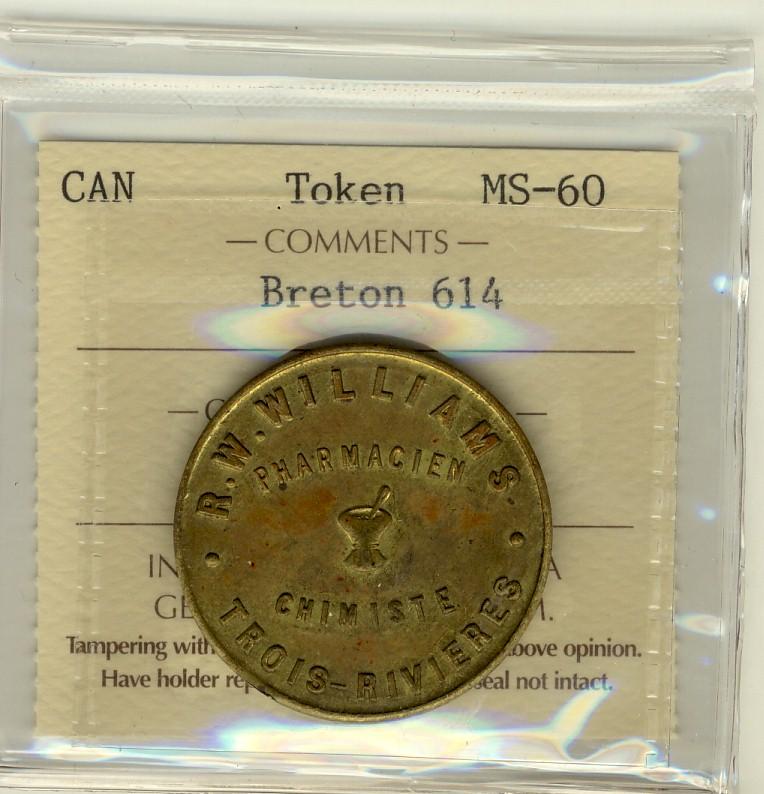 CAN Token MS-60
— COMMENTS —
Breton 614
R.W.WILLIAMS
PHARMACIEN
CHIMISTE
TROIS-RIVIERES
Tampering with
above opinion.
Have holder
seal not intact.